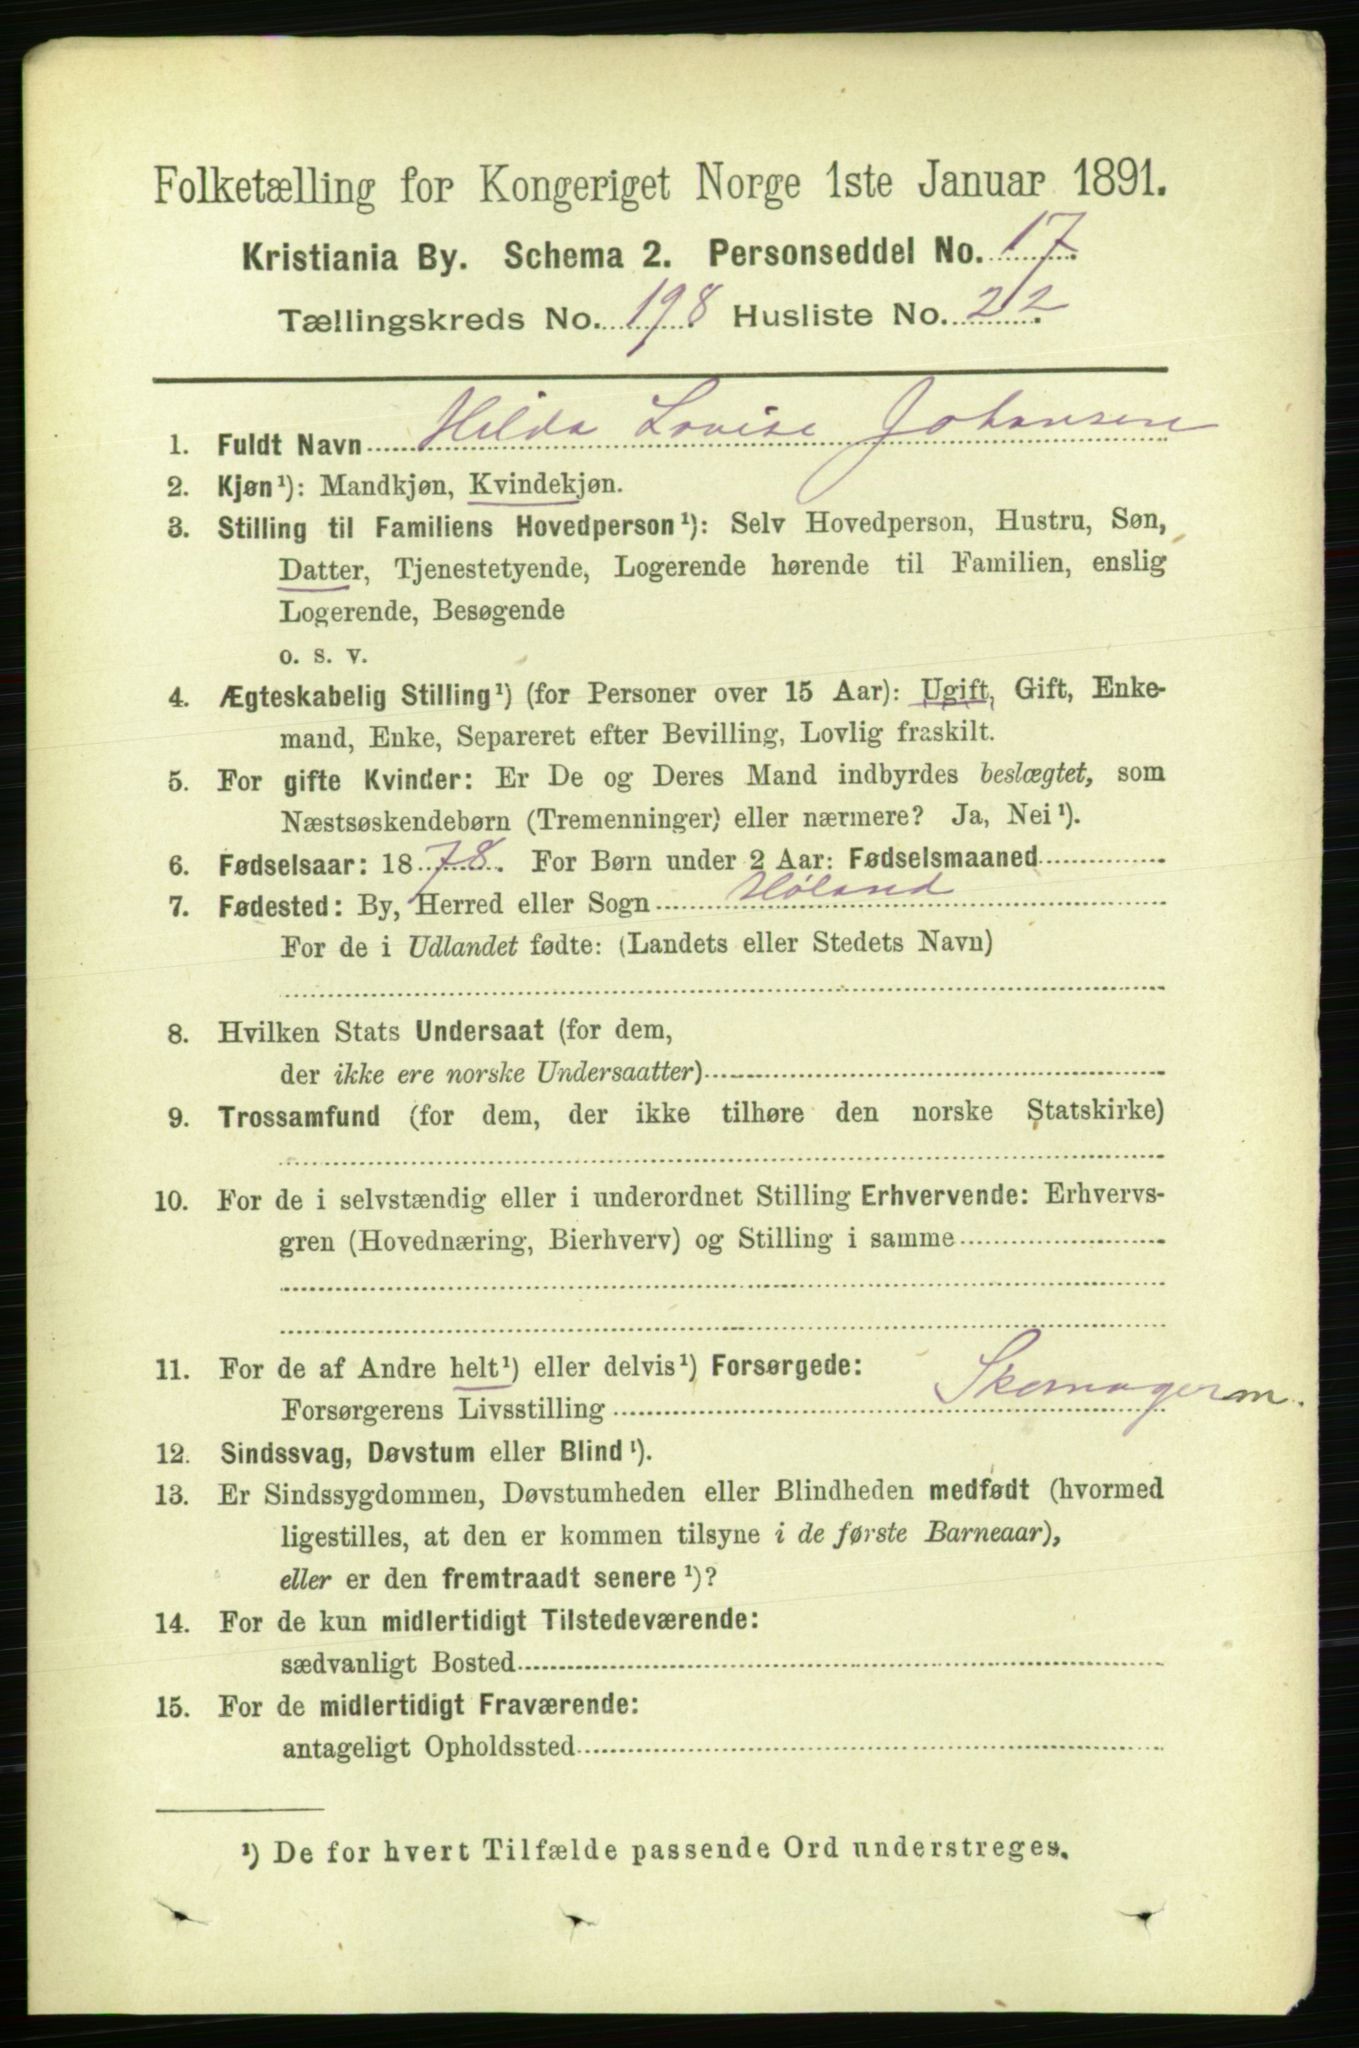 Folketælling for Kongeriget Norge 1ste Januar 1891.
Kristiania By. Schema 2. Personseddel No. 17.
Tællingskreds No. 198. Husliste No. 22.
1. Fuldt Navn Hilda Lovise Johansen
2. Kjøn¹): Mandkjøn, Kvindekjøn.
3. Stilling til Familiens Hovedperson¹): Selv Hovedperson, Hustru, Søn,
Datter, Tjenestetyende, Logerende hørende til Familien, enslig
Logerende, Besøgende
o. s. v.
4. Ægteskabelig Stilling¹) (for Personer over 15 Aar): Ugift, Gift, Enke-
mand, Enke, Separeret efter Bevilling, Lovlig fraskilt.
5. For gifte Kvinder: Er De og Deres Mand indbyrdes beslægtet, som
Næstsøskendebørn (Tremenninger) eller nærmere? Ja, Nei¹).
6. Fødselsaar: 1878. For Børn under 2 Aar: Fødselsmaaned
7. Fødested: By, Herred eller Sogn Høland
For de i Udlandet fødte: (Landets eller Stedets Navn)
8. Hvilken Stats Undersaat (for dem,
der ikke ere norske Undersaatter)
9. Trossamfund (for dem, der ikke tilhøre den norske Statskirke)
10. For de i selvstændig eller i underordnet Stilling Erhvervende: Erhvervs-
gren (Hovednæring, Bierhverv) og Stilling i samme
11. For de af Andre helt¹) eller delvis¹) Forsørgede:
Forsørgerens Livsstilling Skomagerm.
12. Sindssvag, Døvstum eller Blind¹).
13. Er Sindssygdommen, Døvstumheden eller Blindheden medfødt (hvormed
ligestilles, at den er kommen tilsyne i de første Barneaar),
eller er den fremtraadt senere¹)?
14. For de kun midlertidigt Tilstedeværende:
sædvanligt Bosted
15. For de midlertidigt Fraværende:
antageligt Opholdssted
¹) De for hvert Tilfælde passende Ord understreges.